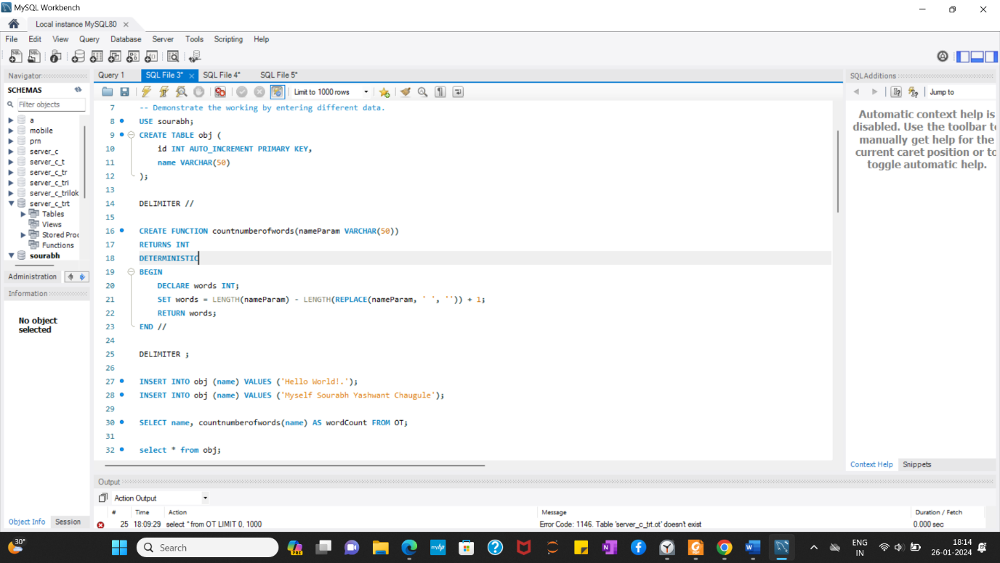 MySQL Workbench
Local instance MySQL80
File Edit View Query Database Server Tools Scripting Help
Navigator
SCHEMAS
Filter objects
a
mobile
prn
server_c
server_c_t
server_c_tr
server_c_tri
server_c_trilok
server_c_trt
Tables
Views
Stored Proc
Functions
sourabh
Administration
Information
No object
selected
Object Info Session
Query 1 SQL File 3* SQL File 4* SQL File 5*
Limit to 1000 rows
7 -- Demonstrate the working by entering different data.
8 USE sourabh;
9 CREATE TABLE obj (
10 id INT AUTO_INCREMENT PRIMARY KEY,
11 name VARCHAR(50)
12 );
13
14 DELIMITER //
15
16 CREATE FUNCTION countnumberofwords(nameParam VARCHAR(50))
17 RETURNS INT
18 DETERMINISTIC
19 BEGIN
20 DECLARE words INT;
21 SET words = LENGTH(nameParam) - LENGTH(REPLACE(nameParam, ' ', '')) + 1;
22 RETURN words;
23 END //
24
25 DELIMITER ;
26
27 INSERT INTO obj (name) VALUES ('Hello World!.');
28 INSERT INTO obj (name) VALUES ('Myself Sourabh Yashwant Chaugule');
29
30 SELECT name, countnumberofwords(name) AS wordCount FROM OT;
31
32 select * from obj;
SQLAdditions
Jump to
Automatic context help is
disabled. Use the toolbar to
manually get help for the
current caret position or to
toggle automatic help.
Context Help Snippets
Output
Action Output
# Time Action Message Duration / Fetch
25 18:09:29 select * from OT LIMIT 0, 1000 Error Code: 1146. Table 'server_c_trt.ot' doesn't exist 0.000 sec
30°
Search
PRE
myhp
ENG
IN
18:14
26-01-2024